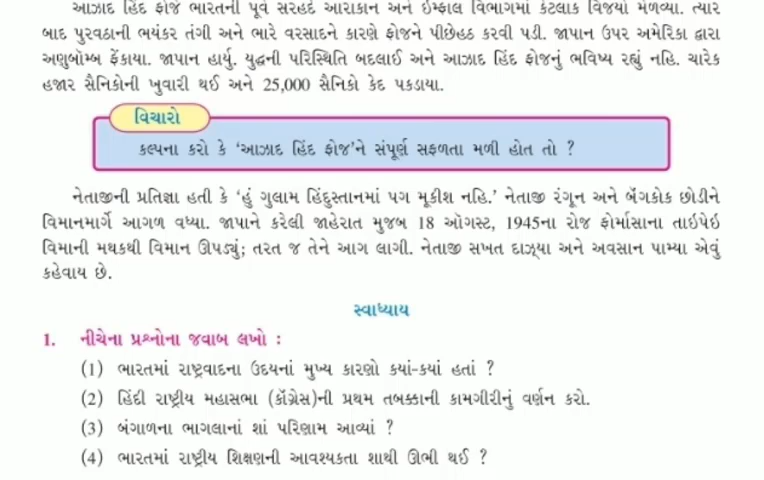 આઝાદ હિંદ ફોજે ભારતની પૂર્વ સરહદે આરાકાન અને ઈમ્ફાલ વિભાગમાં કેટલાક વિજયો મેળવ્યા. ત્યાર
બાદ પુરવઠાની ભયંકર તંગી અને ભારે વરસાદને કારણે ફોજને પીછેહઠ કરવી પડી. જાપાન ઉપર અમેરિકા દ્વારા
અણુબૉમ્બ ફેંકાયા. જાપાન હાર્યું. યુદ્ધની પરિસ્થિતિ બદલાઈ અને આઝાદ હિંદ ફોજનું ભવિષ્ય રહ્યું નહિ. ચારેક
હજાર સૈનિકોની ખુવારી થઈ અને 25,000 સૈનિકો કેદ પકડાયા.
વિચારો
કલ્પના કરો કે ‘આઝાદ હિંદ ફોજ’ને સંપૂર્ણ સફળતા મળી હોત તો ?
નેતાજીની પ્રતિજ્ઞા હતી કે ‘હું ગુલામ હિંદુસ્તાનમાં પગ મૂકીશ નહિ.’ નેતાજી રંગૂન અને બૅંગકોક છોડીને
વિમાનમાર્ગે આગળ વધ્યા. જાપાને કરેલી જાહેરાત મુજબ 18 ઑગસ્ટ, 1945ના રોજ ફોર્માસાના તાઇપેઇ
વિમાની મથકથી વિમાન ઊપડ્યું; તરત જ તેને આગ લાગી. નેતાજી સખત દાઝ્યા અને અવસાન પામ્યા એવું
કહેવાય છે.
સ્વાધ્યાય
1. નીચેના પ્રશ્નોના જવાબ લખો :
(1) ભારતમાં રાષ્ટ્રવાદના ઉદયનાં મુખ્ય કારણો કયાં-કયાં હતાં ?
(2) હિંદી રાષ્ટ્રીય મહાસભા (કૉંગ્રેસ)ની પ્રથમ તબક્કાની કામગીરીનું વર્ણન કરો.
(3) બંગાળના ભાગલાનાં શાં પરિણામ આવ્યાં ?
(4) ભારતમાં રાષ્ટ્રીય શિક્ષણની આવશ્યકતા શાથી ઊભી થઈ ?